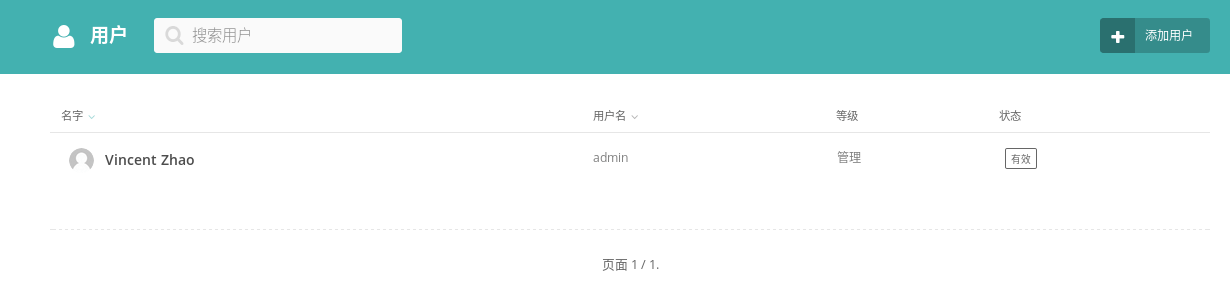 用户 搜索用户 添加用户
名字 用户名 等级 状态
Vincent Zhao admin 管理 有效
页面 1 / 1.